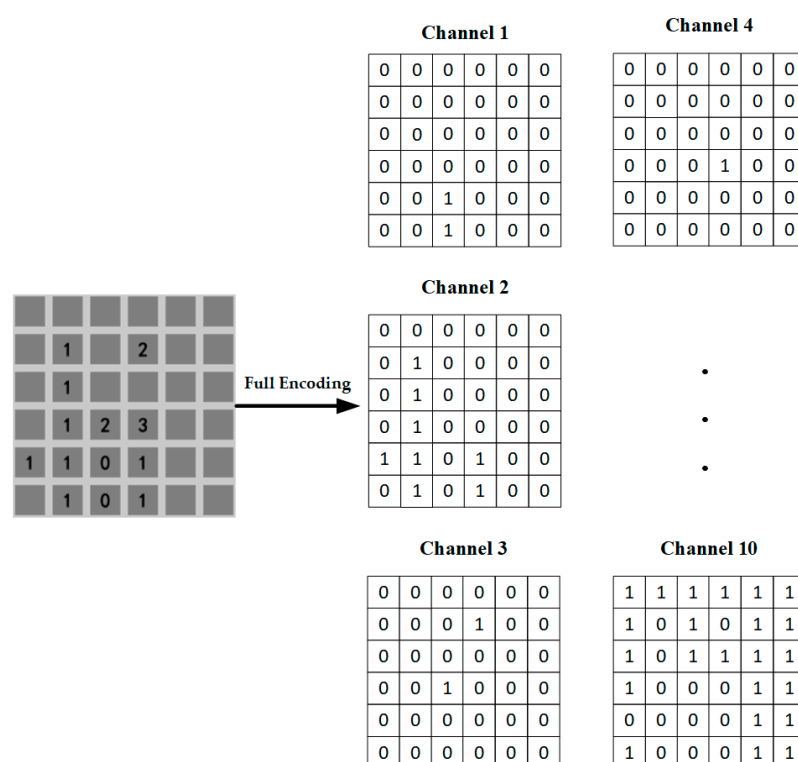 Channel 1
0 0 0 0 0 0
0 0 0 0 0 0
0 0 0 0 0 0
0 0 0 0 0 0
0 0 1 0 0 0
0 0 1 0 0 0
Channel 4
0 0 0 0 0 0
0 0 0 0 0 0
0 0 0 0 0 0
0 0 0 1 0 0
0 0 0 0 0 0
0 0 0 0 0 0
1 2
1
1 2 3
1 1 0 1
1 0 1
Full Encoding
Channel 2
0 0 0 0 0 0
0 1 0 0 0 0
0 1 0 0 0 0
0 1 0 0 0 0
1 1 0 1 0 0
0 1 0 1 0 0
Channel 3
0 0 0 0 0 0
0 0 0 1 0 0
0 0 0 0 0 0
0 0 1 0 0 0
0 0 0 0 0 0
0 0 0 0 0 0
Channel 10
1 1 1 1 1 1
1 0 1 0 1 1
1 0 1 1 1 1
1 0 0 0 1 1
0 0 0 0 1 1
1 0 0 0 1 1